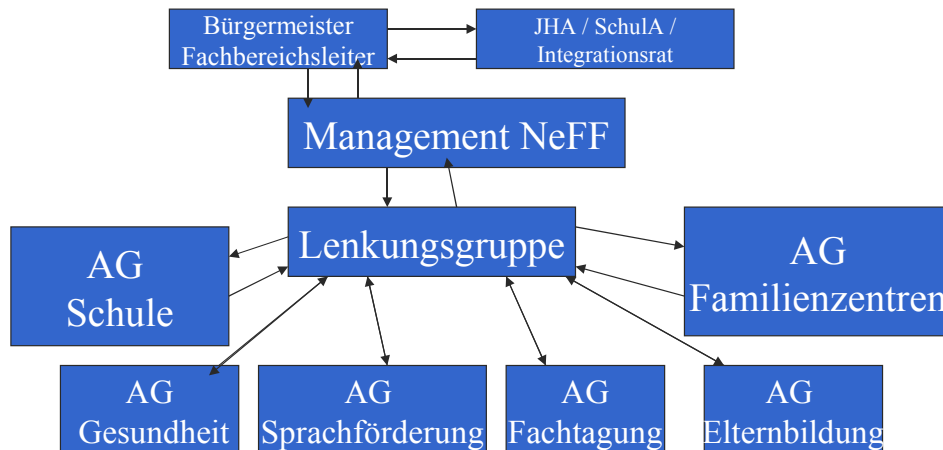 Bürgermeister
Fachbereichsleiter
JHA / SchulA /
Integrationsrat
Management NeFF
Lenkungsgruppe
AG
Schule
AG
Familienzentren
AG
Gesundheit
AG
Sprachförderung
AG
Fachtagung
AG
Elternbildung